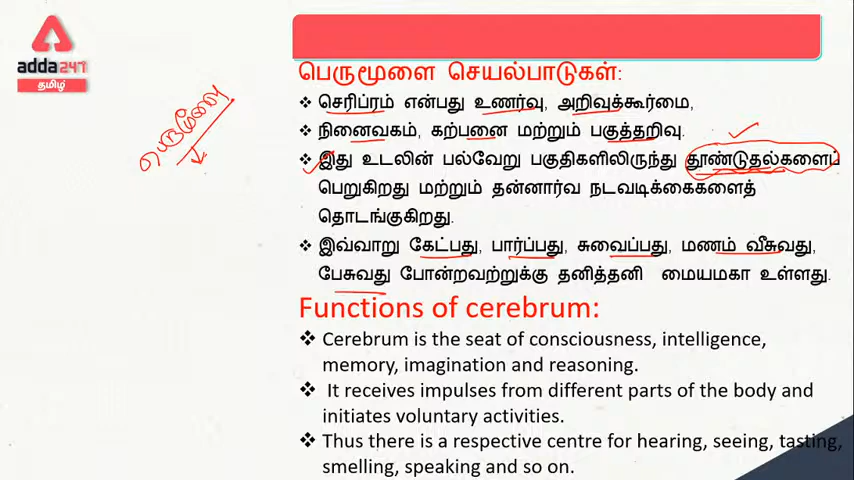 adda247
தமிழ்
பெருமூளை
பெருமூளை செயல்பாடுகள்:
❖ செரிப்ரம் என்பது உணர்வு, அறிவுக்கூர்மை,
❖ நினைவகம், கற்பனை மற்றும் பகுத்தறிவு.
❖ இது உடலின் பல்வேறு பகுதிகளிலிருந்து தூண்டுதல்களைப்
பெறுகிறது மற்றும் தன்னார்வ நடவடிக்கைகளைத்
தொடங்குகிறது.
❖ இவ்வாறு கேட்பது, பார்ப்பது, சுவைப்பது, மணம் வீசுவது,
பேசுவது போன்றவற்றுக்கு தனித்தனி மையமகா உள்ளது.
Functions of cerebrum:
❖ Cerebrum is the seat of consciousness, intelligence,
memory, imagination and reasoning.
❖ It receives impulses from different parts of the body and
initiates voluntary activities.
❖ Thus there is a respective centre for hearing, seeing, tasting,
smelling, speaking and so on.